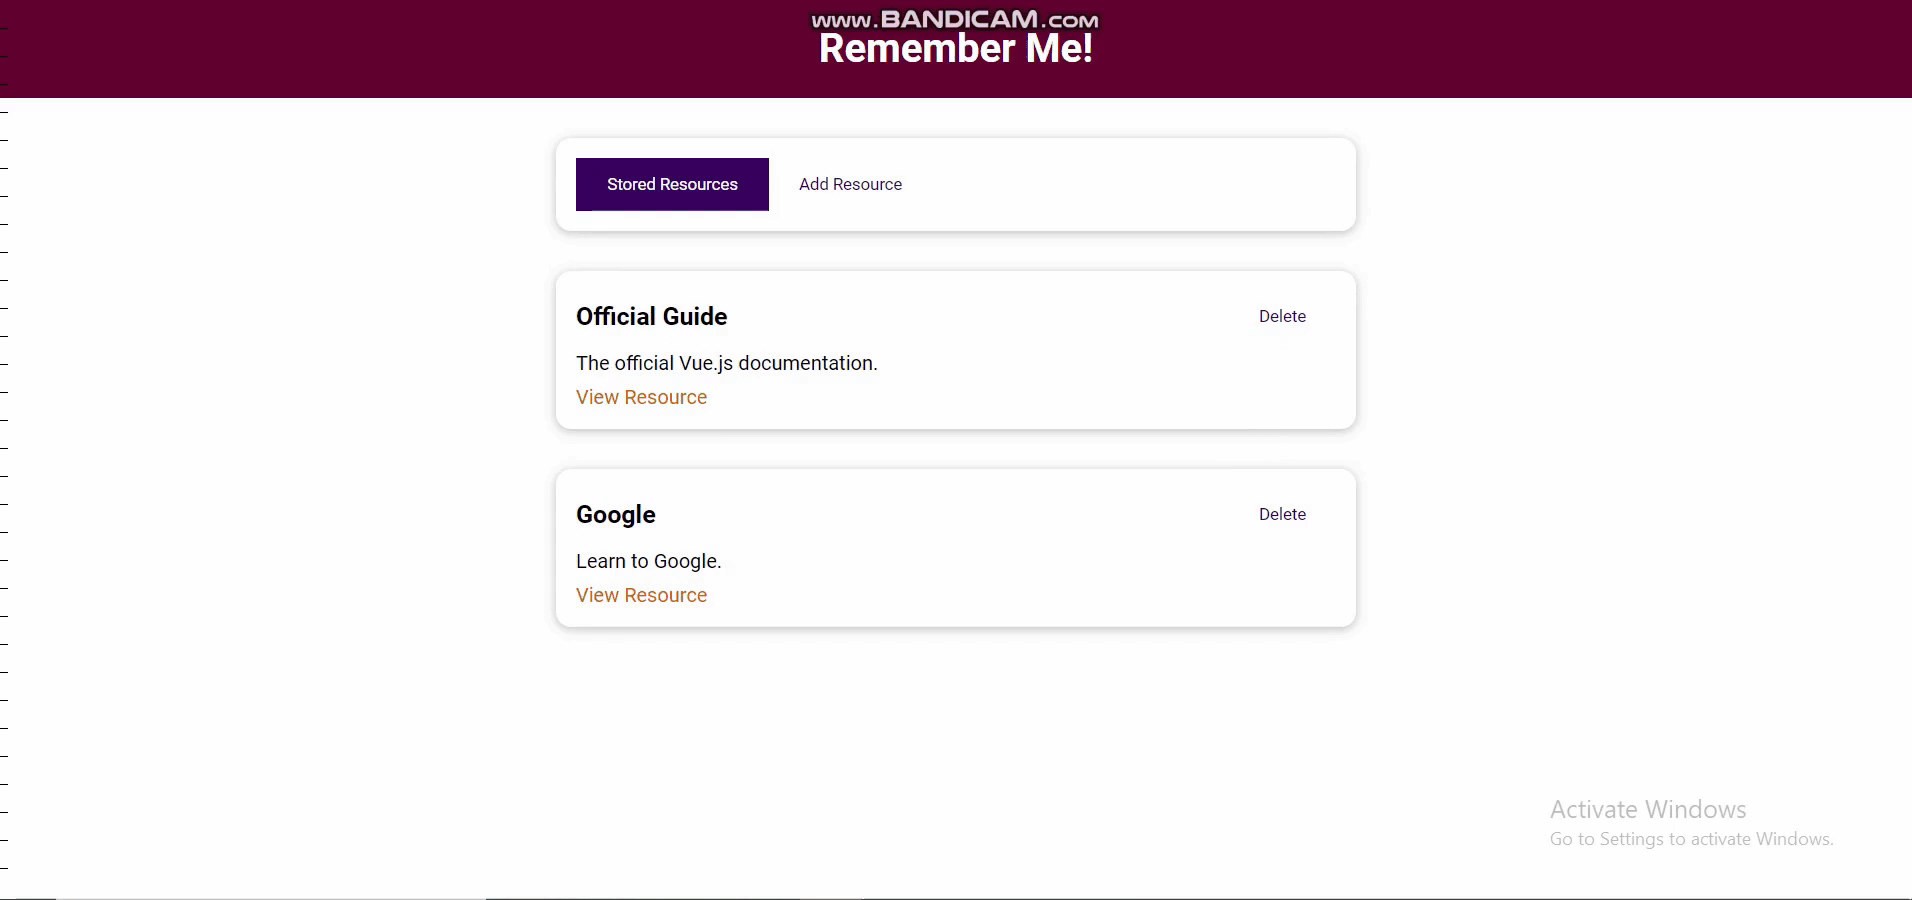 www.BANDICAM.com
Remember Me!
Stored Resources Add Resource
Official Guide Delete
The official Vue.js documentation.
View Resource
Google Delete
Learn to Google.
View Resource
Activate Windows
Go to Settings to activate Windows.